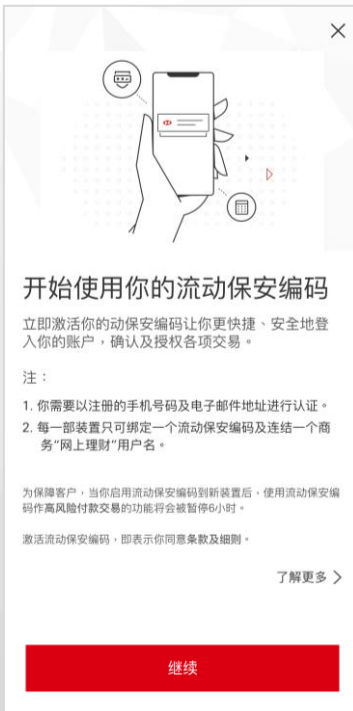 开始使用你的流动保安编码
立即激活你的动保安编码让你更快捷、安全地登
入你的账户，确认及授权各项交易。
注：
1. 你需要以注册的手机号码及电子邮件地址进行认证。
2. 每一部装置只可绑定一个流动保安编码及连结一个商
务“网上理财”用户名。
为保障客户，当你启用流动保安编码到新装置后，使用流动保安编
码作高风险付款交易的功能将会被暂停6小时。
激活流动保安编码，即表示你同意条款及细则。
了解更多
继续